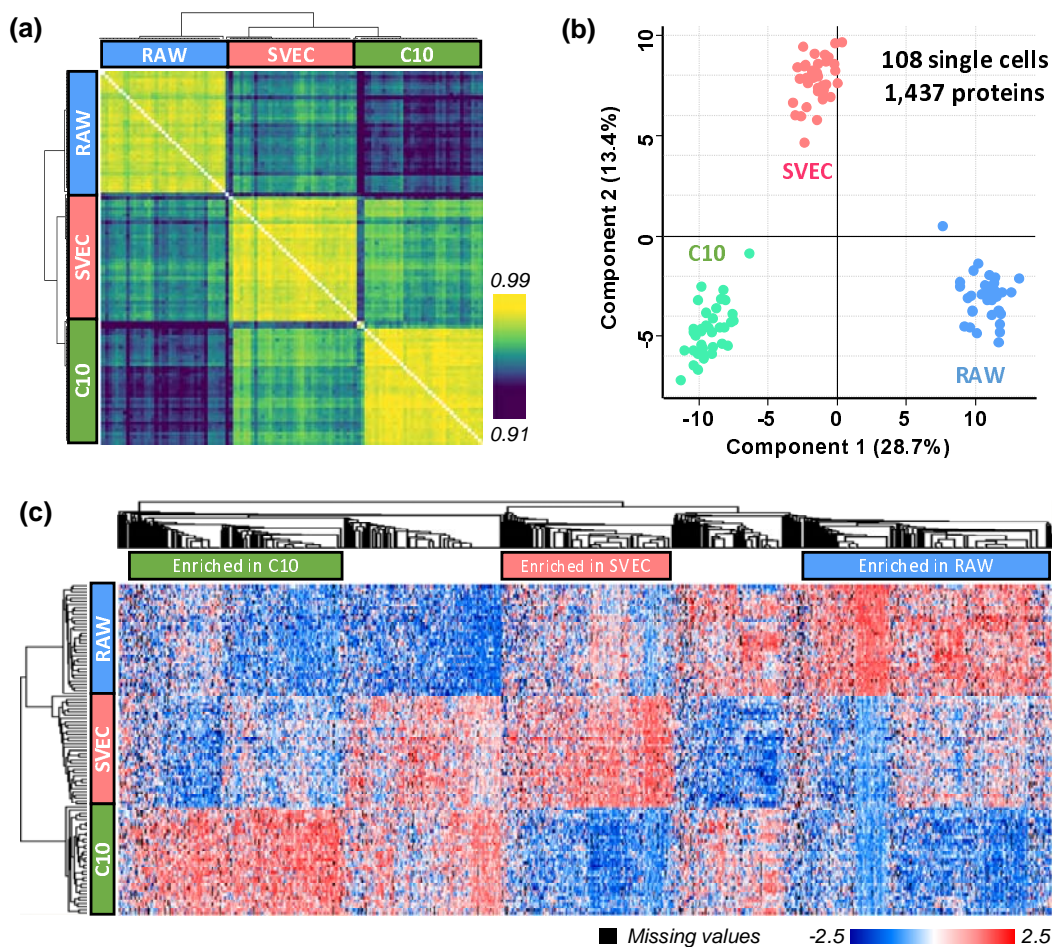 (a)
RAW
SVEC
C10
RAW
SVEC
C10
0.99
0.91
(b)
108 single cells
1,437 proteins
SVEC
C10
RAW
Component 2 (13.4%)
10
5
0
-5
-10
-5
0
5
10
Component 1 (28.7%)
(c)
Enriched in C10
Enriched in SVEC
Enriched in RAW
RAW
SVEC
C10
Missing values
-2.5
2.5